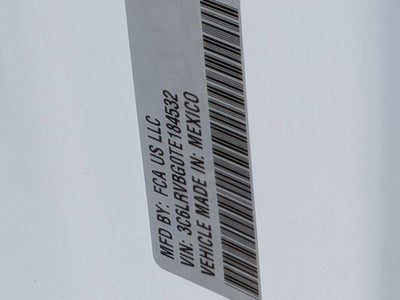 MFD BY: FCA US LLC
VIN: 3C6LRVBG0TE184532
VEHICLE MADE IN: MEXICO